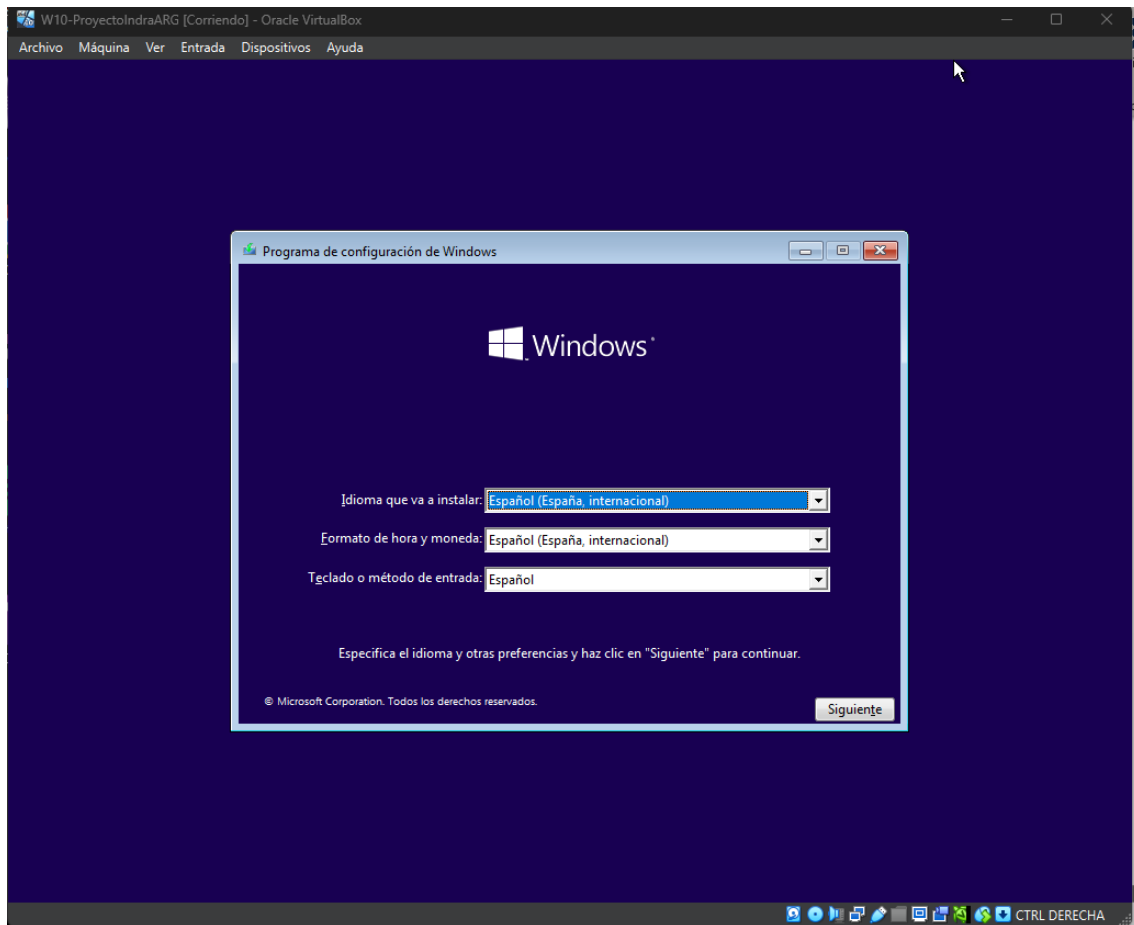 W10-ProyectoIndraARG [Corriendo] - Oracle VirtualBox
Archivo Máquina Ver Entrada Dispositivos Ayuda
Programa de configuración de Windows
Windows
Idioma que va a instalar: Español (España, internacional)
Formato de hora y moneda: Español (España, internacional)
Teclado o método de entrada: Español
Especifica el idioma y otras preferencias y haz clic en "Siguiente" para continuar.
© Microsoft Corporation. Todos los derechos reservados.
Siguiente
CTRL DERECHA